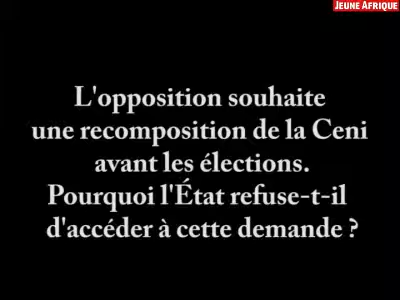 JEUNE AFRIQUE
L'opposition souhaite
une recomposition de la Ceni
avant les élections.
Pourquoi l'État refuse-t-il
d'accéder à cette demande ?